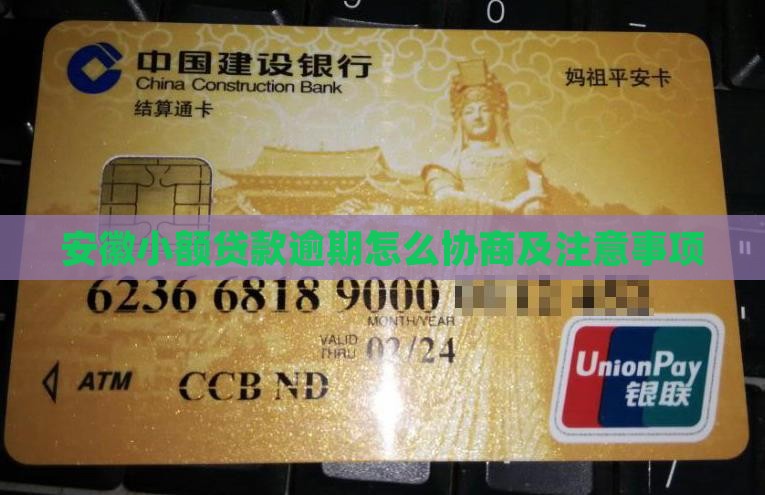 9
0
中国建设银行
China Construction Bank
结算通卡
妈祖平安卡
安徽小额贷款逾期怎么协商及注意事项
6236 6818 9000
MONTH/YEAR
VALID THRU 02/24
ATM
CCB ND
UnionPay
银联